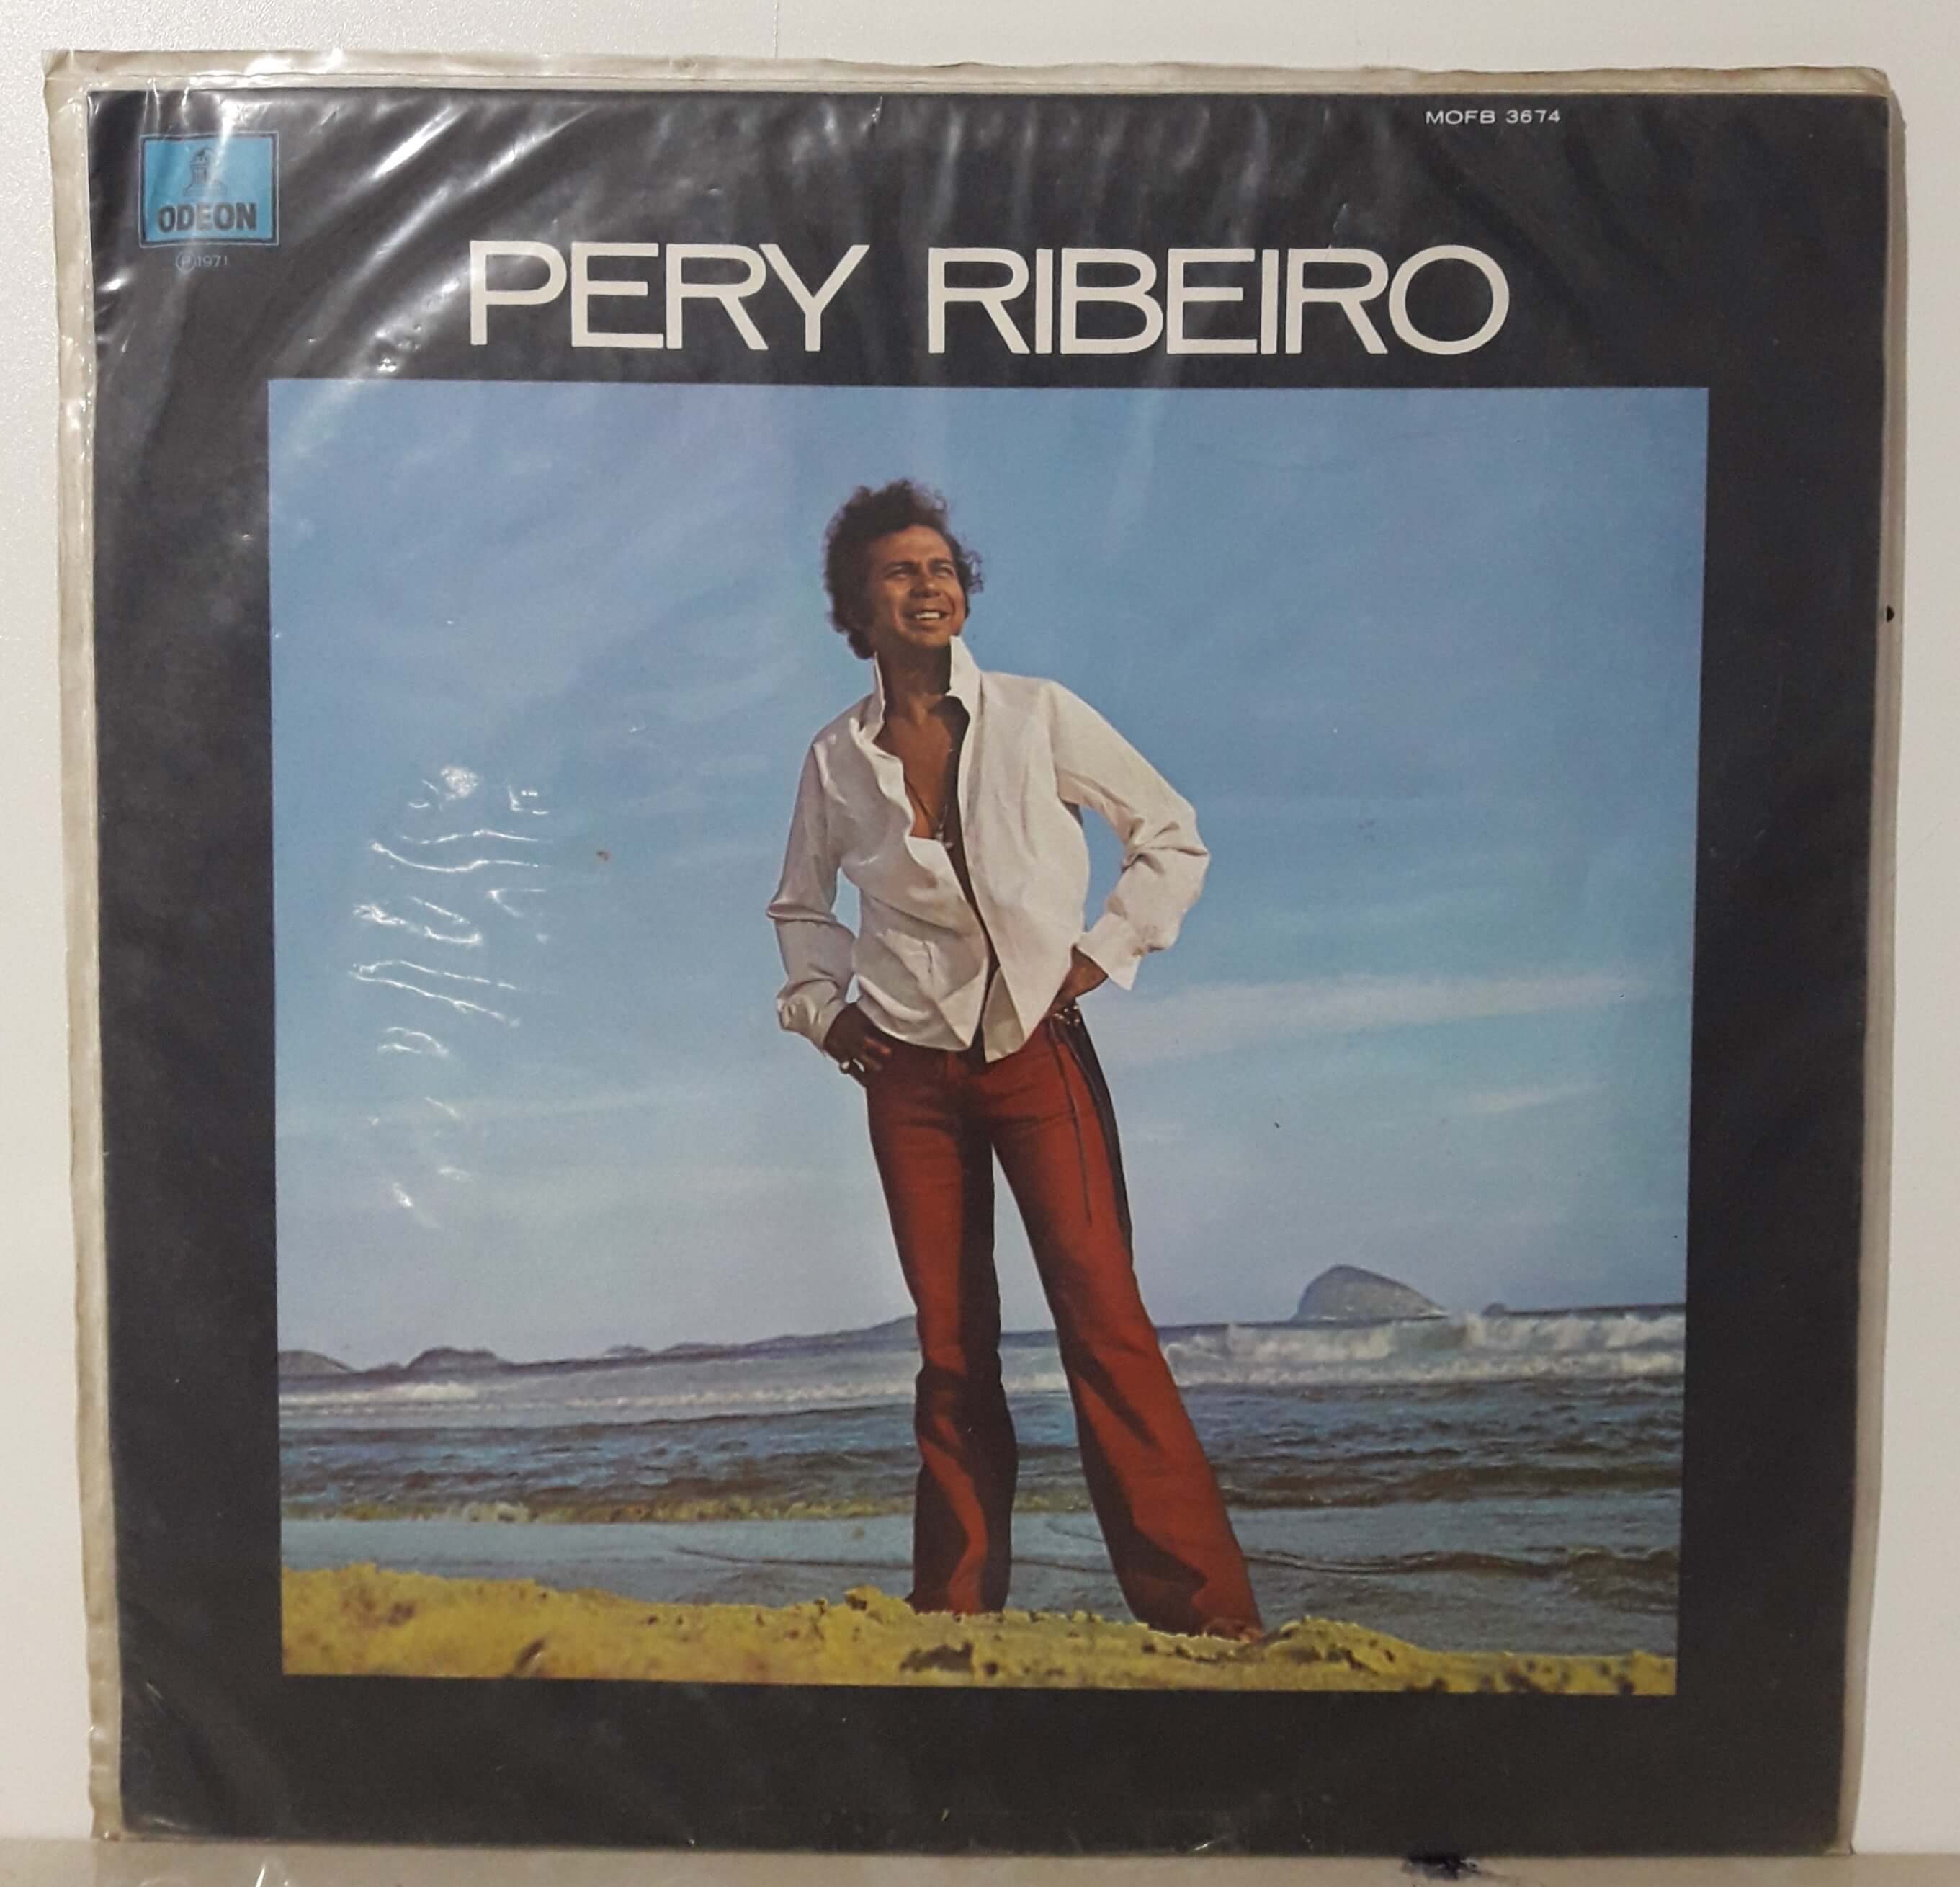 MOFB 3674
ODEON
℗ 1971
PERY RIBEIRO